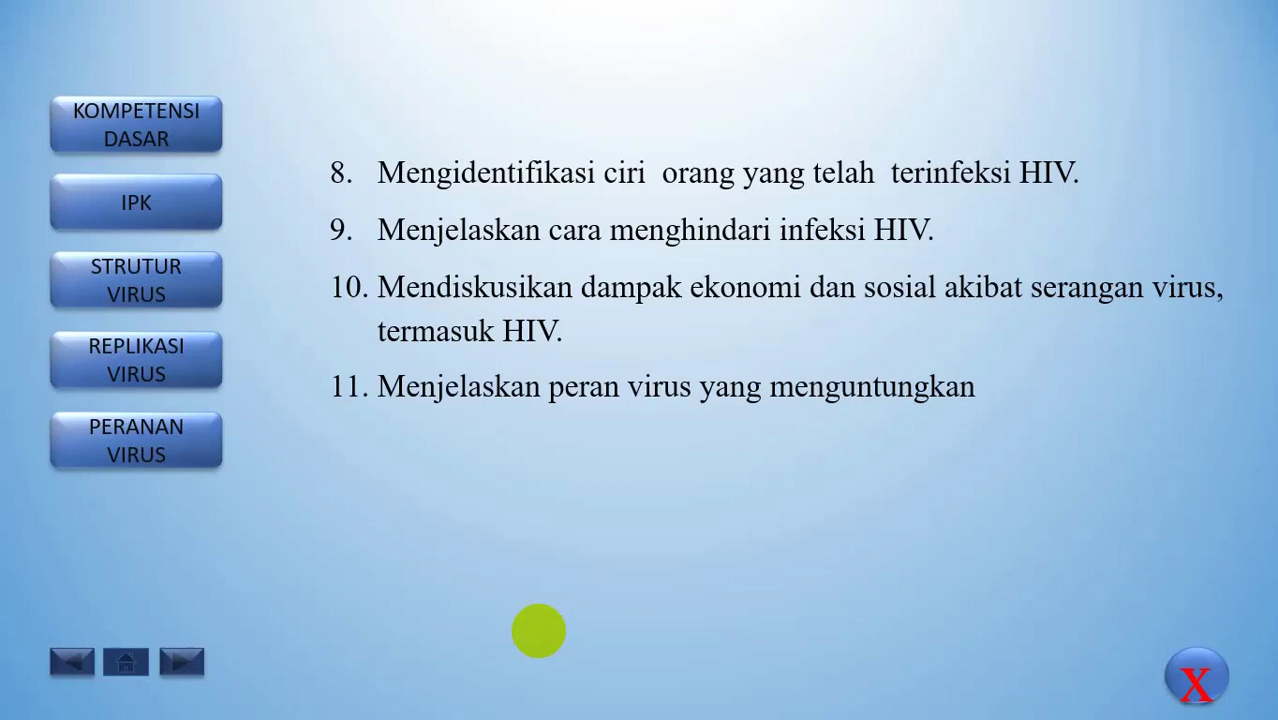 KOMPETENSI
DASAR
IPK
STRUTUR
VIRUS
REPLIKASI
VIRUS
PERANAN
VIRUS
8. Mengidentifikasi ciri orang yang telah terinfeksi HIV.
9. Menjelaskan cara menghindari infeksi HIV.
10. Mendiskusikan dampak ekonomi dan sosial akibat serangan virus,
termasuk HIV.
11. Menjelaskan peran virus yang menguntungkan
X